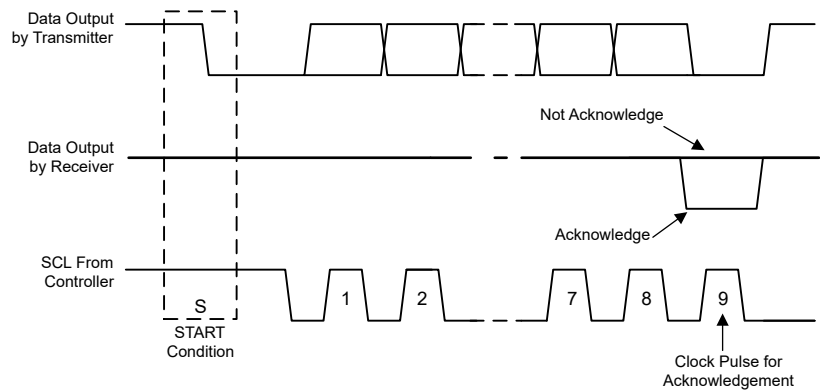 Data Output
by Transmitter
Not Acknowledge
Data Output
by Receiver
Acknowledge
SCL From
Controller
1
2
7
8
9
S
START
Condition
Clock Pulse for
Acknowledgement